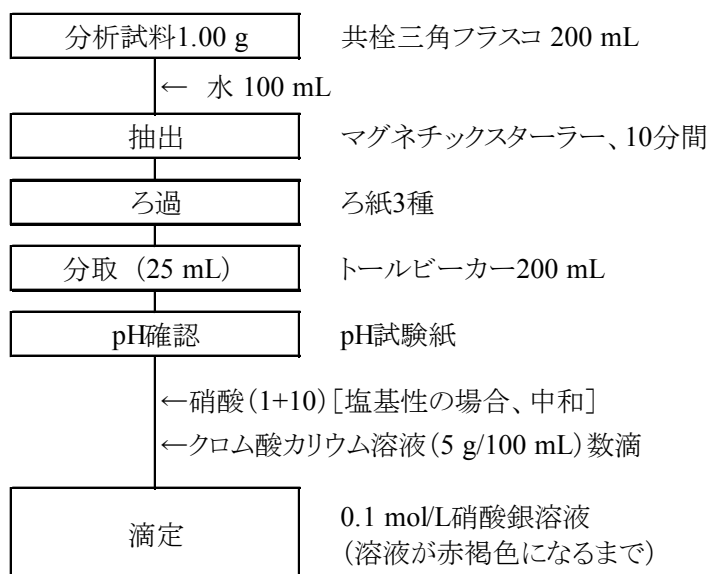 分析試料1.00 g 共栓三角フラスコ 200 mL
← 水 100 mL
抽出 マグネチックスターラー、10分間
ろ過 ろ紙3種
分取 (25 mL) トールビーカー200 mL
pH確認 pH試験紙
←硝酸(1+10)[塩基性の場合、中和]
←クロム酸カリウム溶液(5 g/100 mL)数滴
滴定 0.1 mol/L硝酸銀溶液
(溶液が赤褐色になるまで)